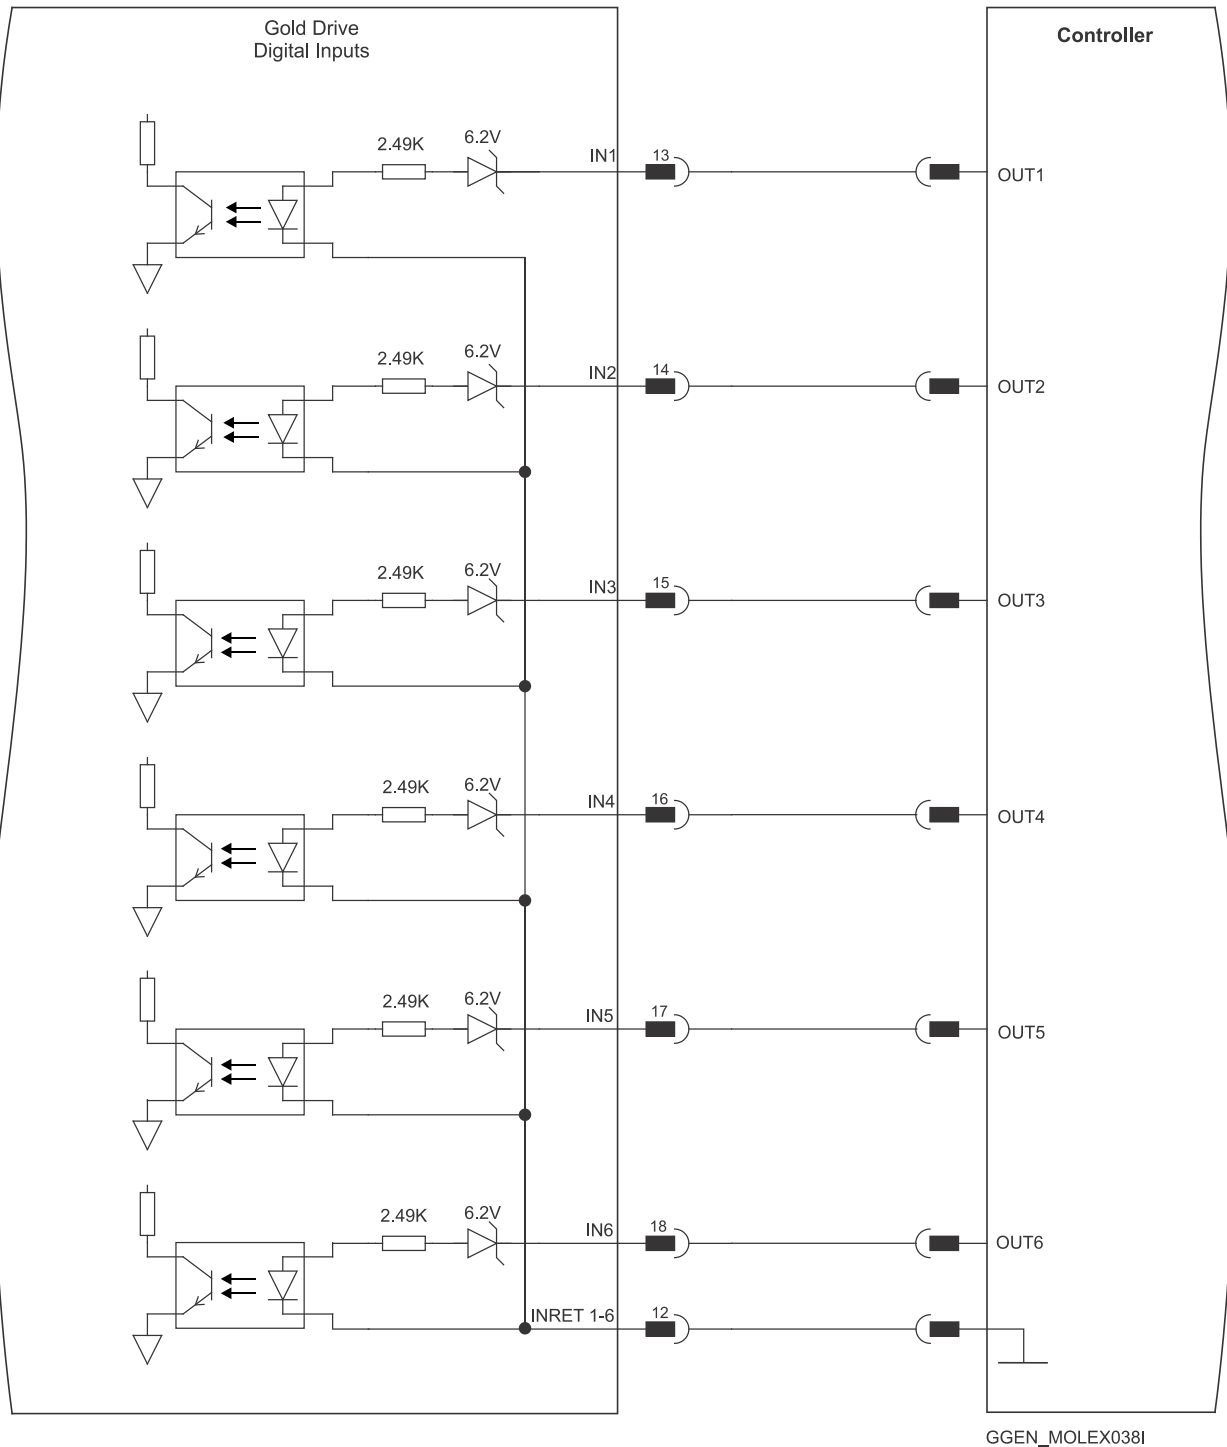 Gold Drive
Digital Inputs
Controller
2.49K
6.2V
IN1
13
OUT1
2.49K
6.2V
IN2
14
OUT2
2.49K
6.2V
IN3
15
OUT3
2.49K
6.2V
IN4
16
OUT4
2.49K
6.2V
IN5
17
OUT5
2.49K
6.2V
IN6
18
OUT6
INRET 1-6
12
GGEN_MOLEX038I